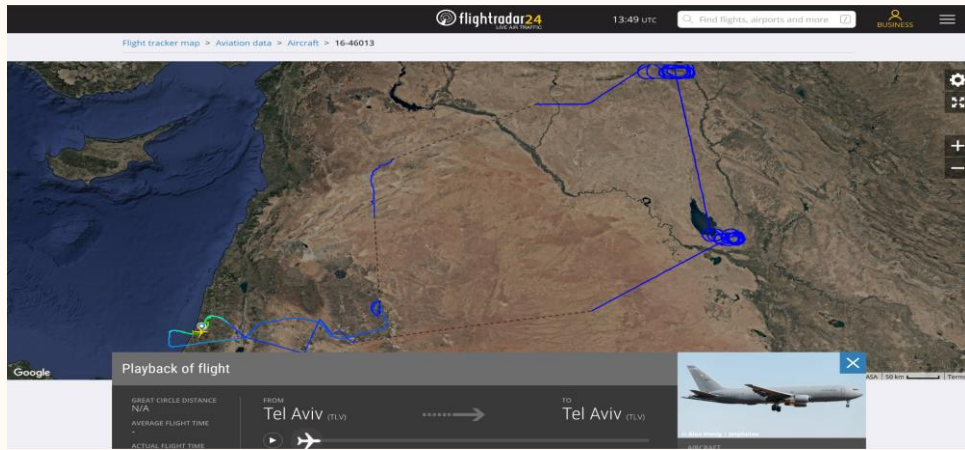 flightradar24
LIVE AIR TRAFFIC
13:49 UTC
Find flights, airports and more
BUSINESS
Flight tracker map > Aviation data > Aircraft > 16-46013
Google
50 km
Playback of flight
GREAT CIRCLE DISTANCE
N/A
AVERAGE FLIGHT TIME
-
ACTUAL FLIGHT TIME
FROM
Tel Aviv (TLV)
TO
Tel Aviv (TLV)
AIRCRAFT